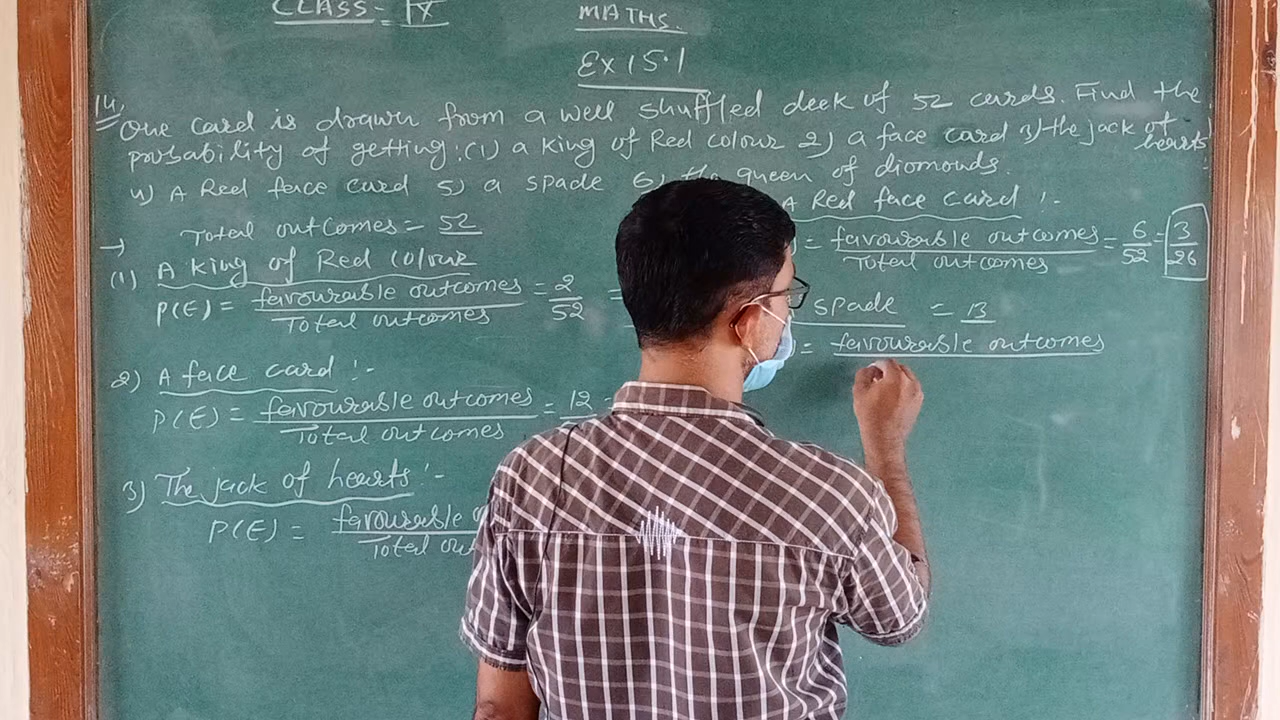 CLASS - IX
MATHS.
Ex 15.1
14. One card is drawn from a well shuffled deck of 52 cards. Find the
probability of getting: (1) a king of Red colour 2) a face card 3) the jack of hearts
4) A Red face card 5) a spade 6) the queen of diomonds.
→ Total outcomes = 52
(1) A king of Red colour
P(E) = favourable outcomes / Total outcomes = 2/52 =
2) A face card :-
P(E) = favourable outcomes / Total outcomes = 12
3) The jack of hearts :-
P(E) = favourable / Total
A Red face card :-
= favourable outcomes / Total outcomes = 6/52 = 3/26
spade = 13
= favourable outcomes